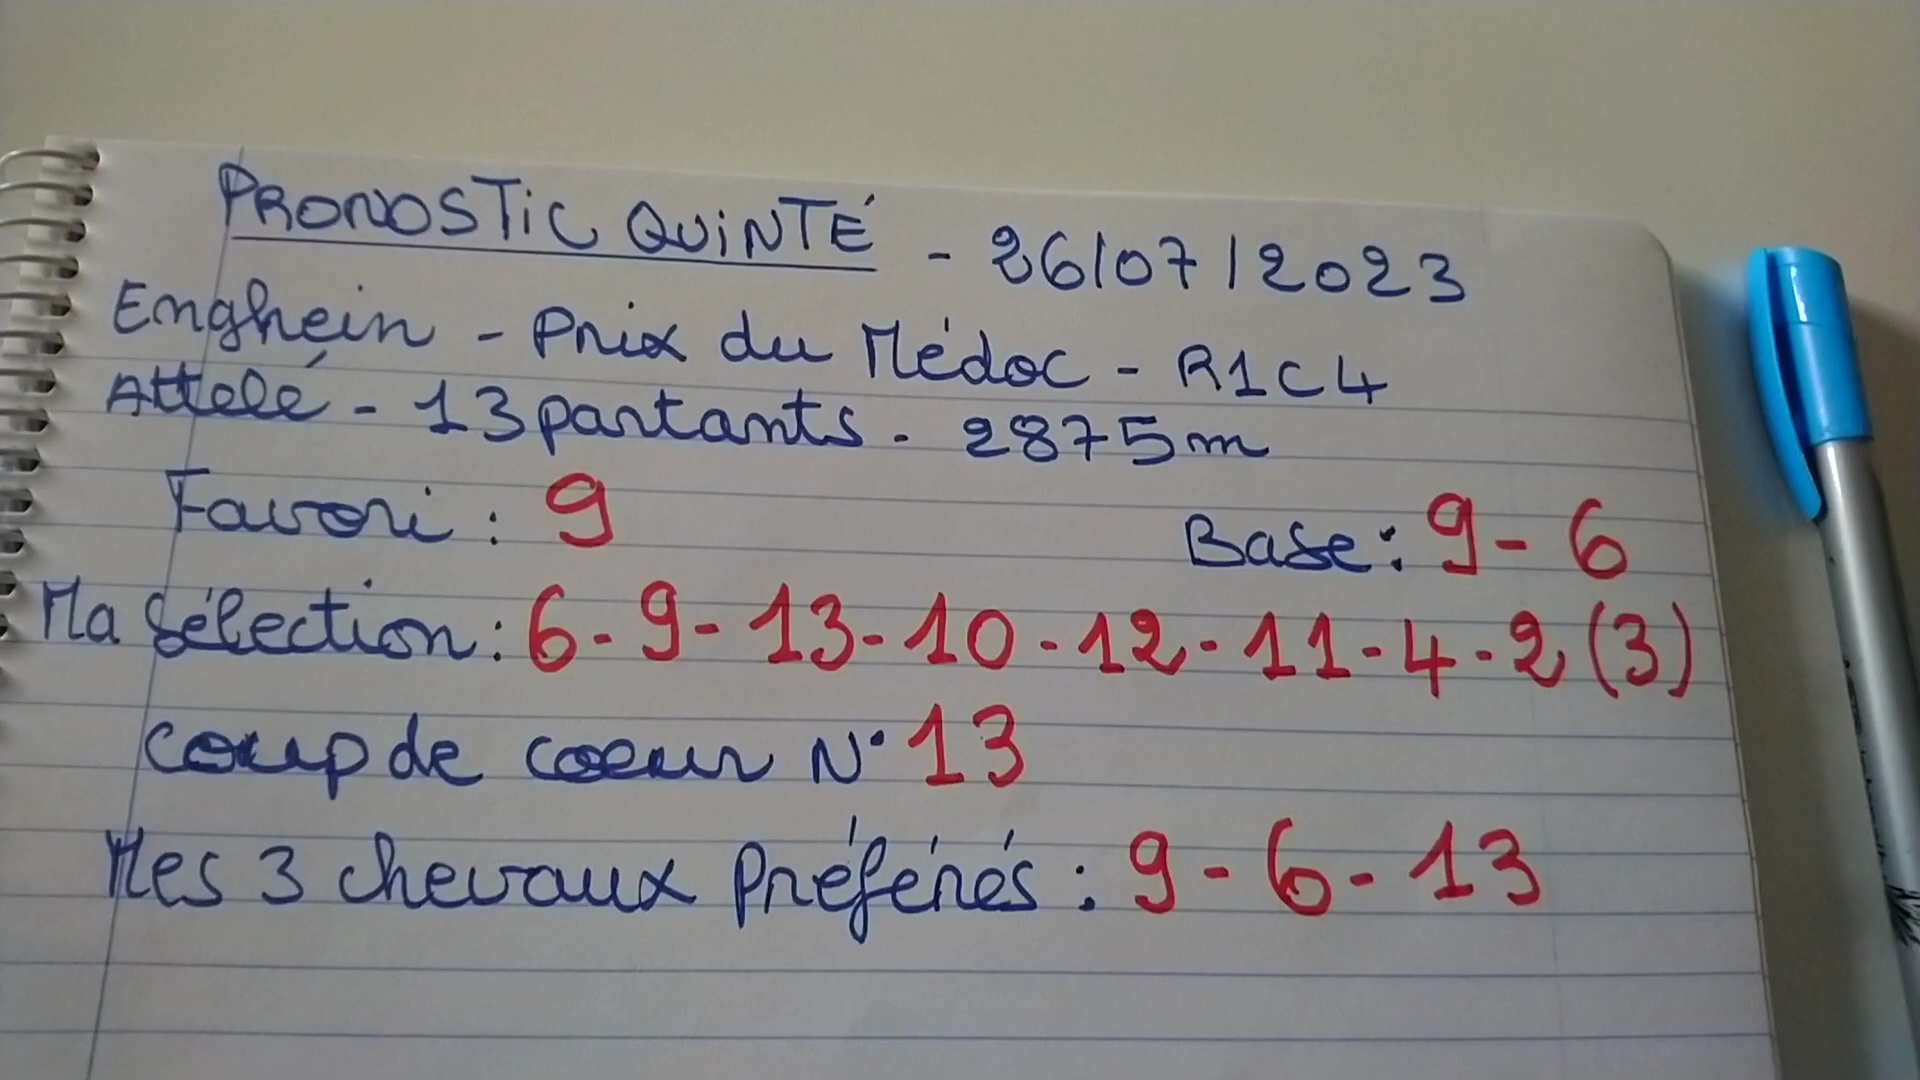 PRONOSTIC QUINTÉ - 26/07/2023
Enghein - Prix du Médoc - R1C4
Attelé - 13 partants - 2875m
Favori : 9 Base : 9 - 6
Ma Sélection : 6 - 9 - 13 - 10 - 12 - 11 - 4 - 2 (3)
coup de coeur N° 13
Mes 3 chevaux Préférés : 9 - 6 - 13